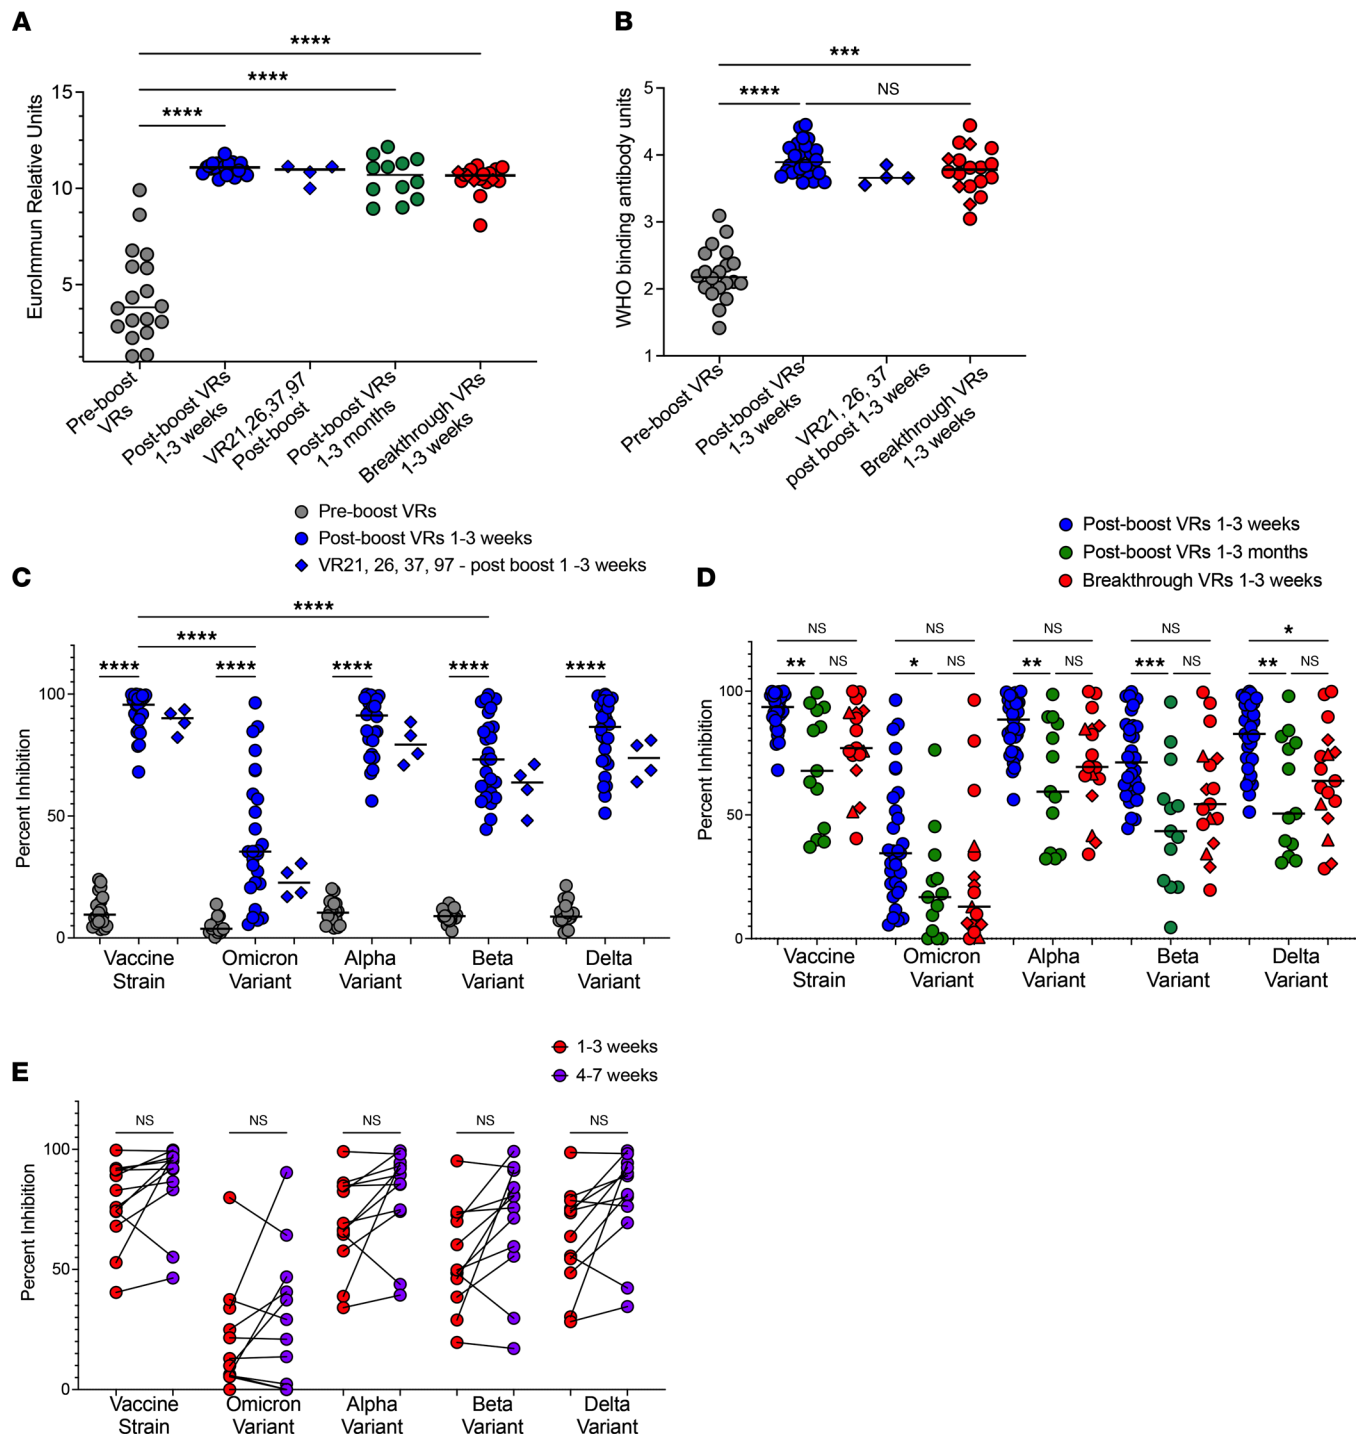 A
****
****
****
EuroImmun Relative Units
15
10
5
Pre-boost
VRs
Post-boost VRs
1-3 weeks
VR21,26,37,97
Post-boost
Post-boost VRs
1-3 months
Breakthrough VRs
1-3 weeks
B
***
****
NS
WHO binding antibody units
5
4
3
2
1
Pre-boost VRs
Post-boost VRs
1-3 weeks
VR21, 26, 37
post boost 1-3 weeks
Breakthrough VRs
1-3 weeks
Pre-boost VRs
Post-boost VRs 1-3 weeks
VR21, 26, 37, 97 - post boost 1 -3 weeks
C
****
****
**** **** **** **** ****
Percent Inhibition
100
50
0
Vaccine Strain
Omicron Variant
Alpha Variant
Beta Variant
Delta Variant
Post-boost VRs 1-3 weeks
Post-boost VRs 1-3 months
Breakthrough VRs 1-3 weeks
D
NS NS NS NS *
** NS * NS ** NS *** NS ** NS
Percent Inhibition
100
50
0
Vaccine Strain
Omicron Variant
Alpha Variant
Beta Variant
Delta Variant
1-3 weeks
4-7 weeks
E
NS NS NS NS NS
Percent Inhibition
100
50
0
Vaccine Strain
Omicron Variant
Alpha Variant
Beta Variant
Delta Variant